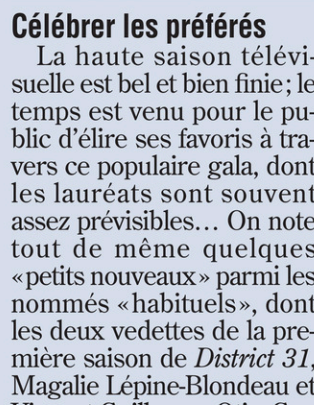 Célébrer les préférés
La haute saison télévi-
suelle est bel et bien finie ; le
temps est venu pour le pu-
blic d’élire ses favoris à tra-
vers ce populaire gala, dont
les lauréats sont souvent
assez prévisibles… On note
tout de même quelques
«petits nouveaux» parmi les
nommés «habituels», dont
les deux vedettes de la pre-
mière saison de District 31,
Magalie Lépine-Blondeau et